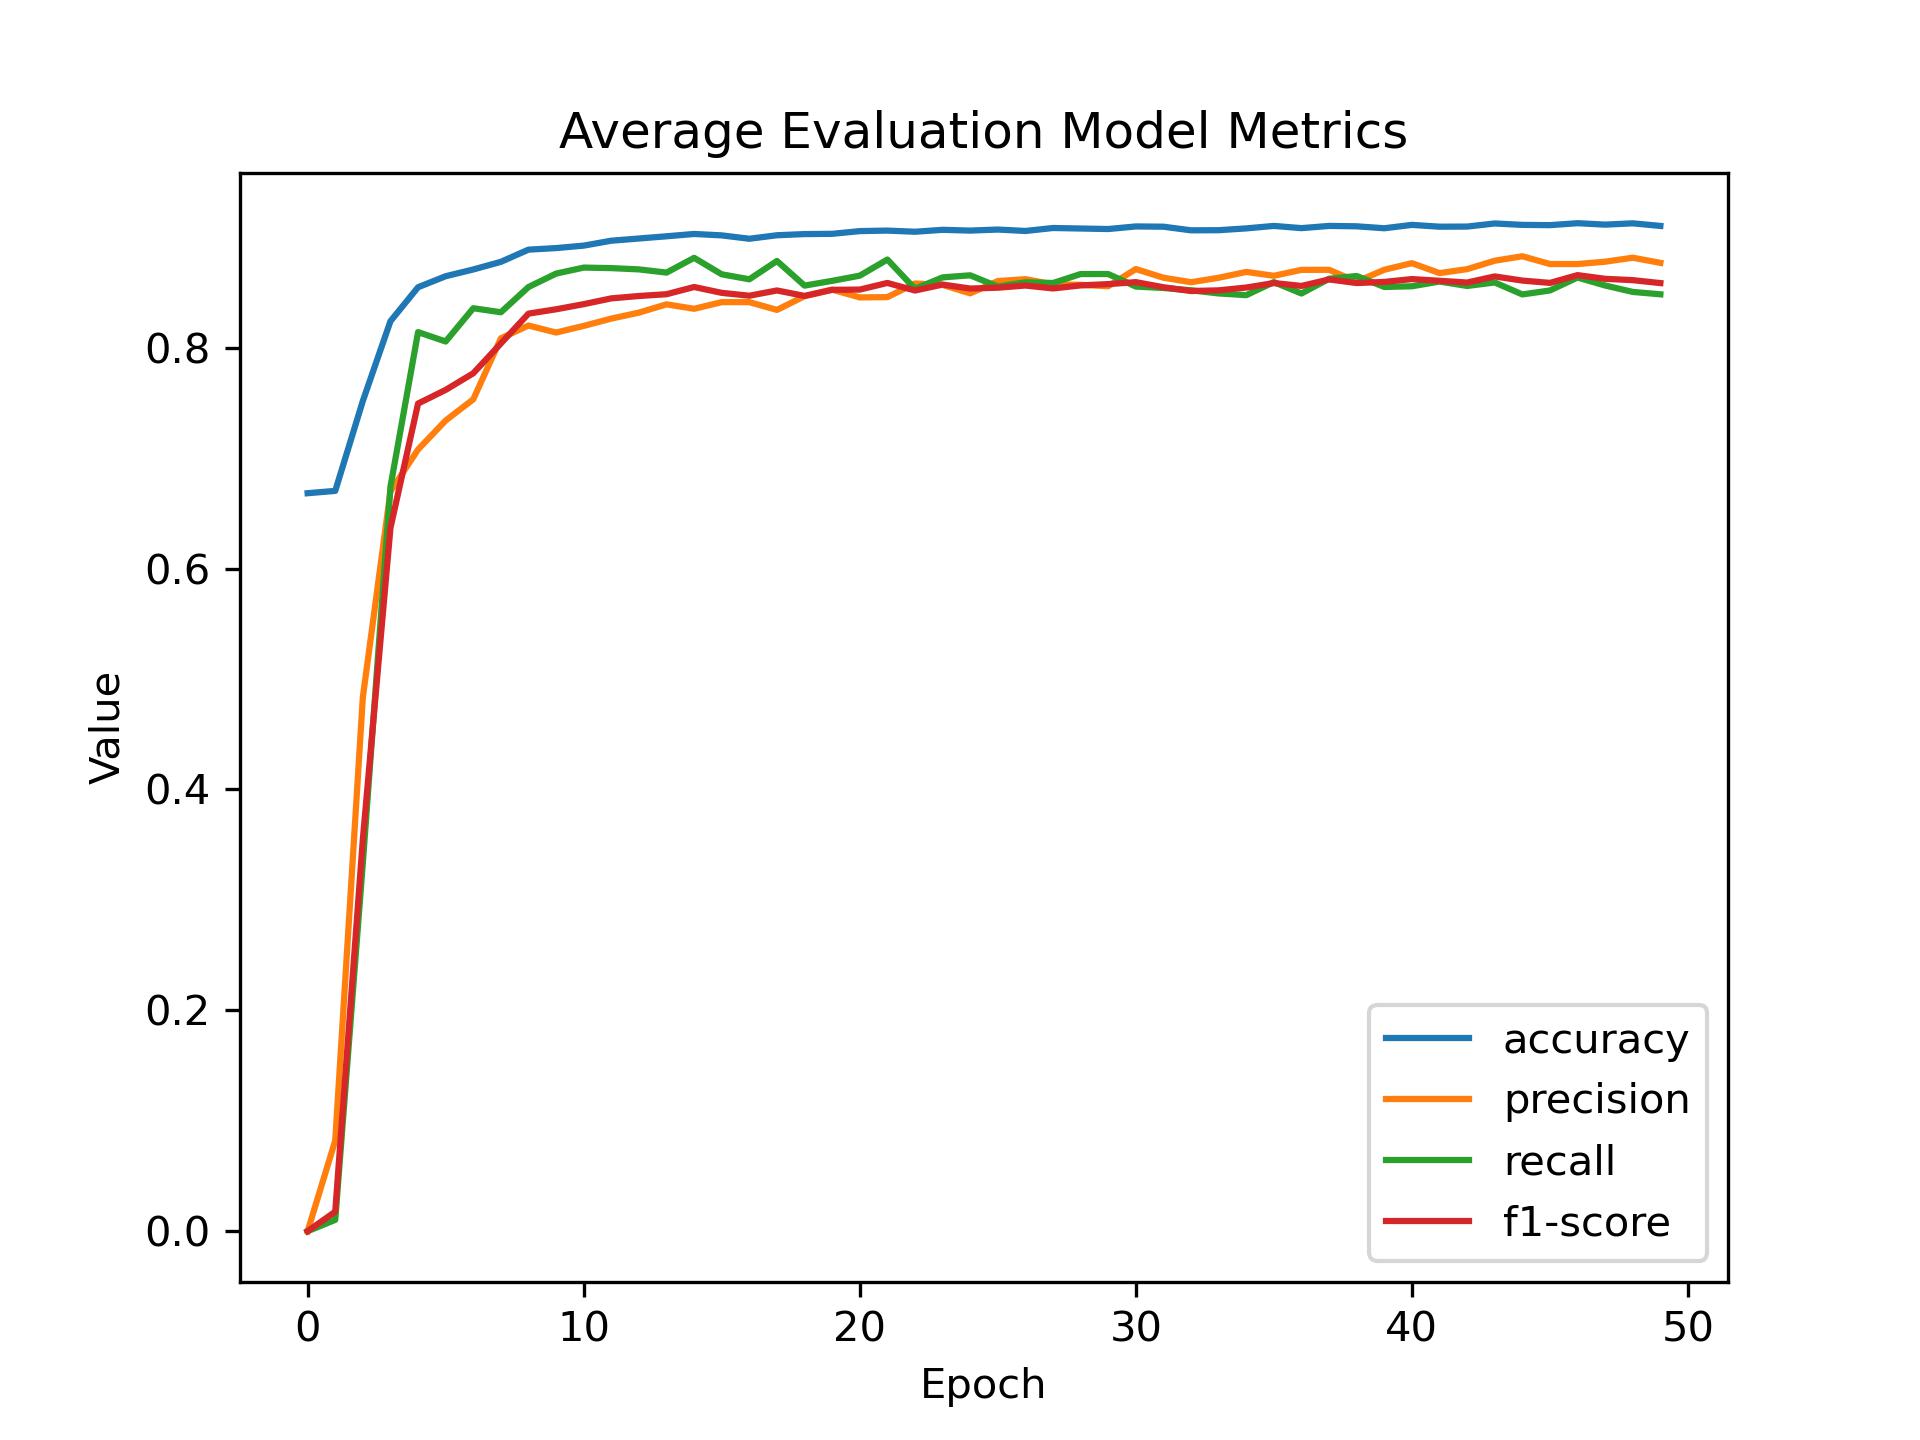 Average Evaluation Model Metrics
Value
0.8
0.6
0.4
0.2
0.0
accuracy
precision
recall
f1-score
0 10 20 30 40 50
Epoch